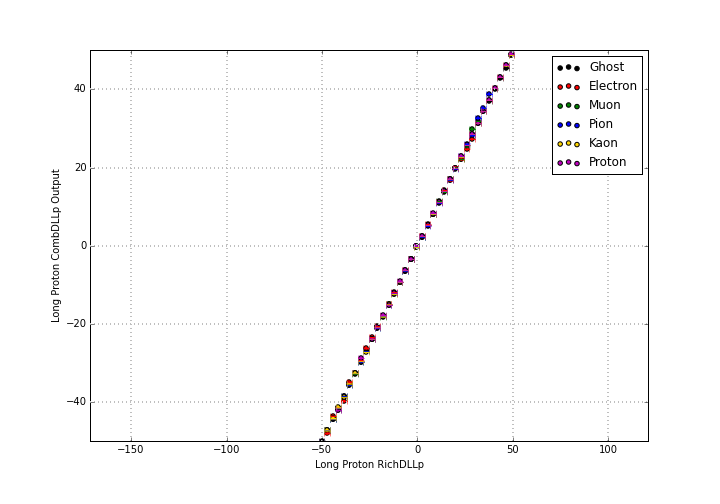 Ghost
Electron
Muon
Pion
Kaon
Proton
40
20
0
−20
−40
Long Proton CombDLLp Output
−150
−100
−50
0
50
100
Long Proton RichDLLp